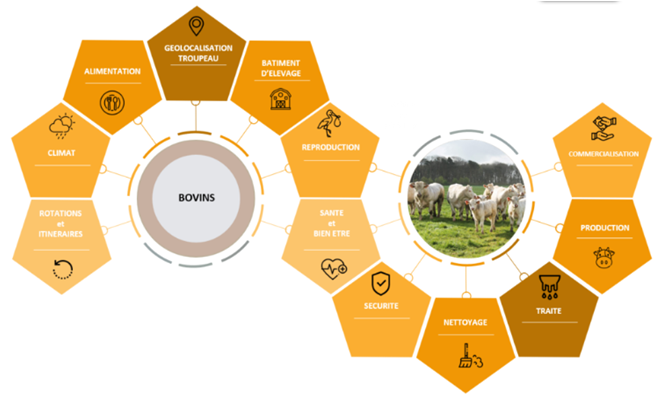 ROTATIONS
et
ITINERAIRES
CLIMAT
ALIMENTATION
GEOLOCALISATION
TROUPEAU
BATIMENT
D'ELEVAGE
REPRODUCTION
BOVINS
SANTE
et
BIEN ETRE
SECURITE
NETTOYAGE
TRAITE
PRODUCTION
COMMERCIALISATION